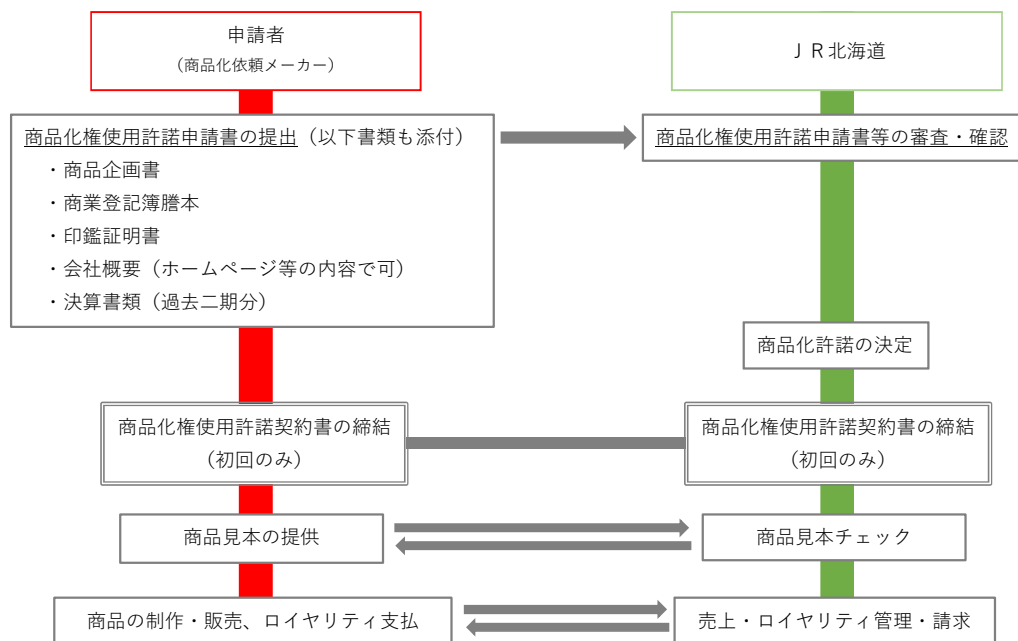 申請者
（商品化依頼メーカー）
ＪＲ北海道
商品化権使用許諾申請書の提出（以下書類も添付）
・商品企画書
・商業登記簿謄本
・印鑑証明書
・会社概要（ホームページ等の内容で可）
・決算書類（過去二期分）
商品化権使用許諾申請書等の審査・確認
商品化許諾の決定
商品化権使用許諾契約書の締結
（初回のみ）
商品化権使用許諾契約書の締結
（初回のみ）
商品見本の提供
商品見本チェック
商品の制作・販売、ロイヤリティ支払
売上・ロイヤリティ管理・請求